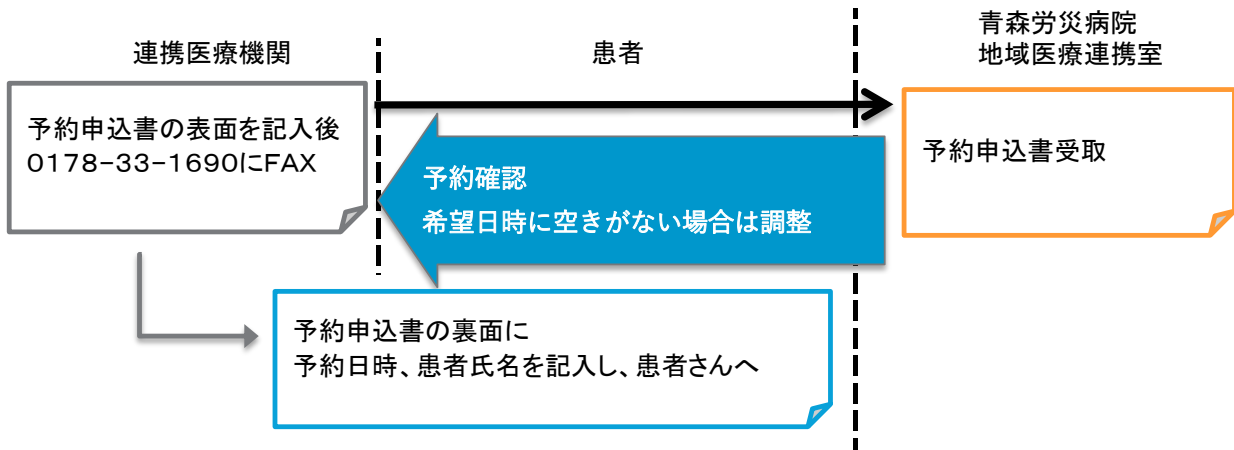 連携医療機関
患者
青森労災病院
地域医療連携室
予約申込書の表面を記入後
0178-33-1690にFAX
予約確認
希望日時に空きがない場合は調整
予約申込書受取
予約申込書の裏面に
予約日時、患者氏名を記入し、患者さんへ